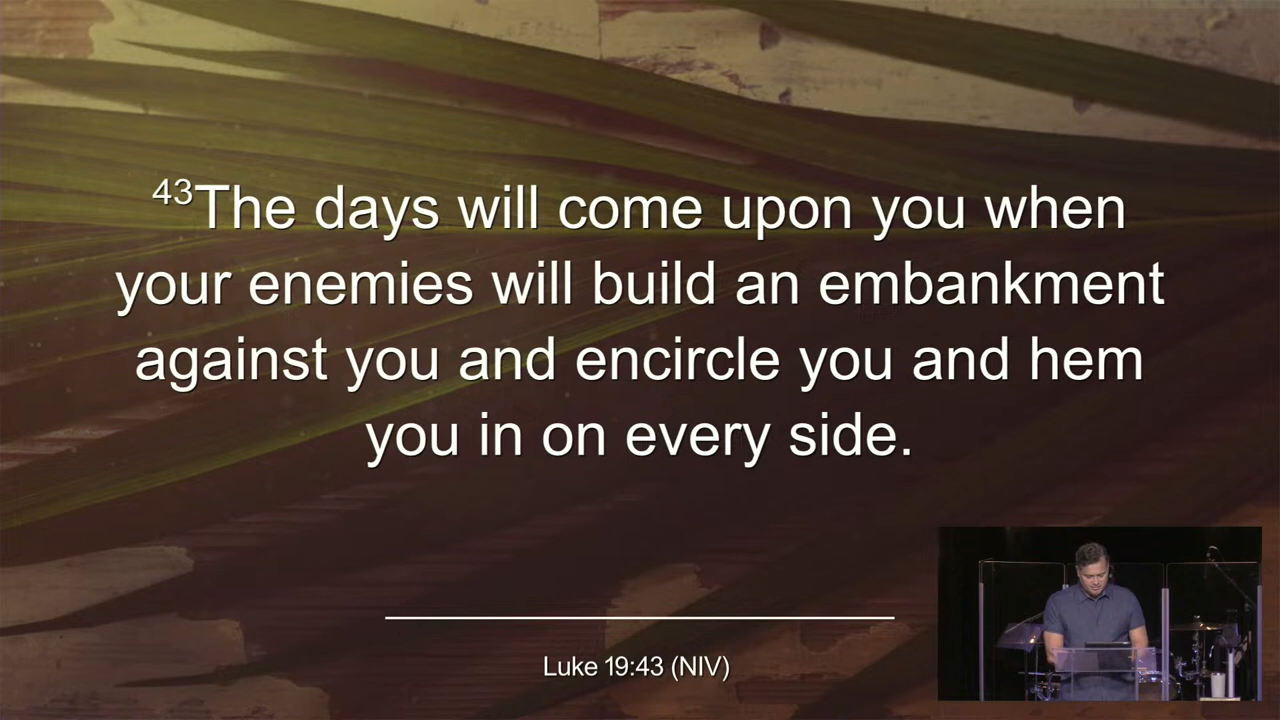 43The days will come upon you when
your enemies will build an embankment
against you and encircle you and hem
you in on every side.
Luke 19:43 (NIV)